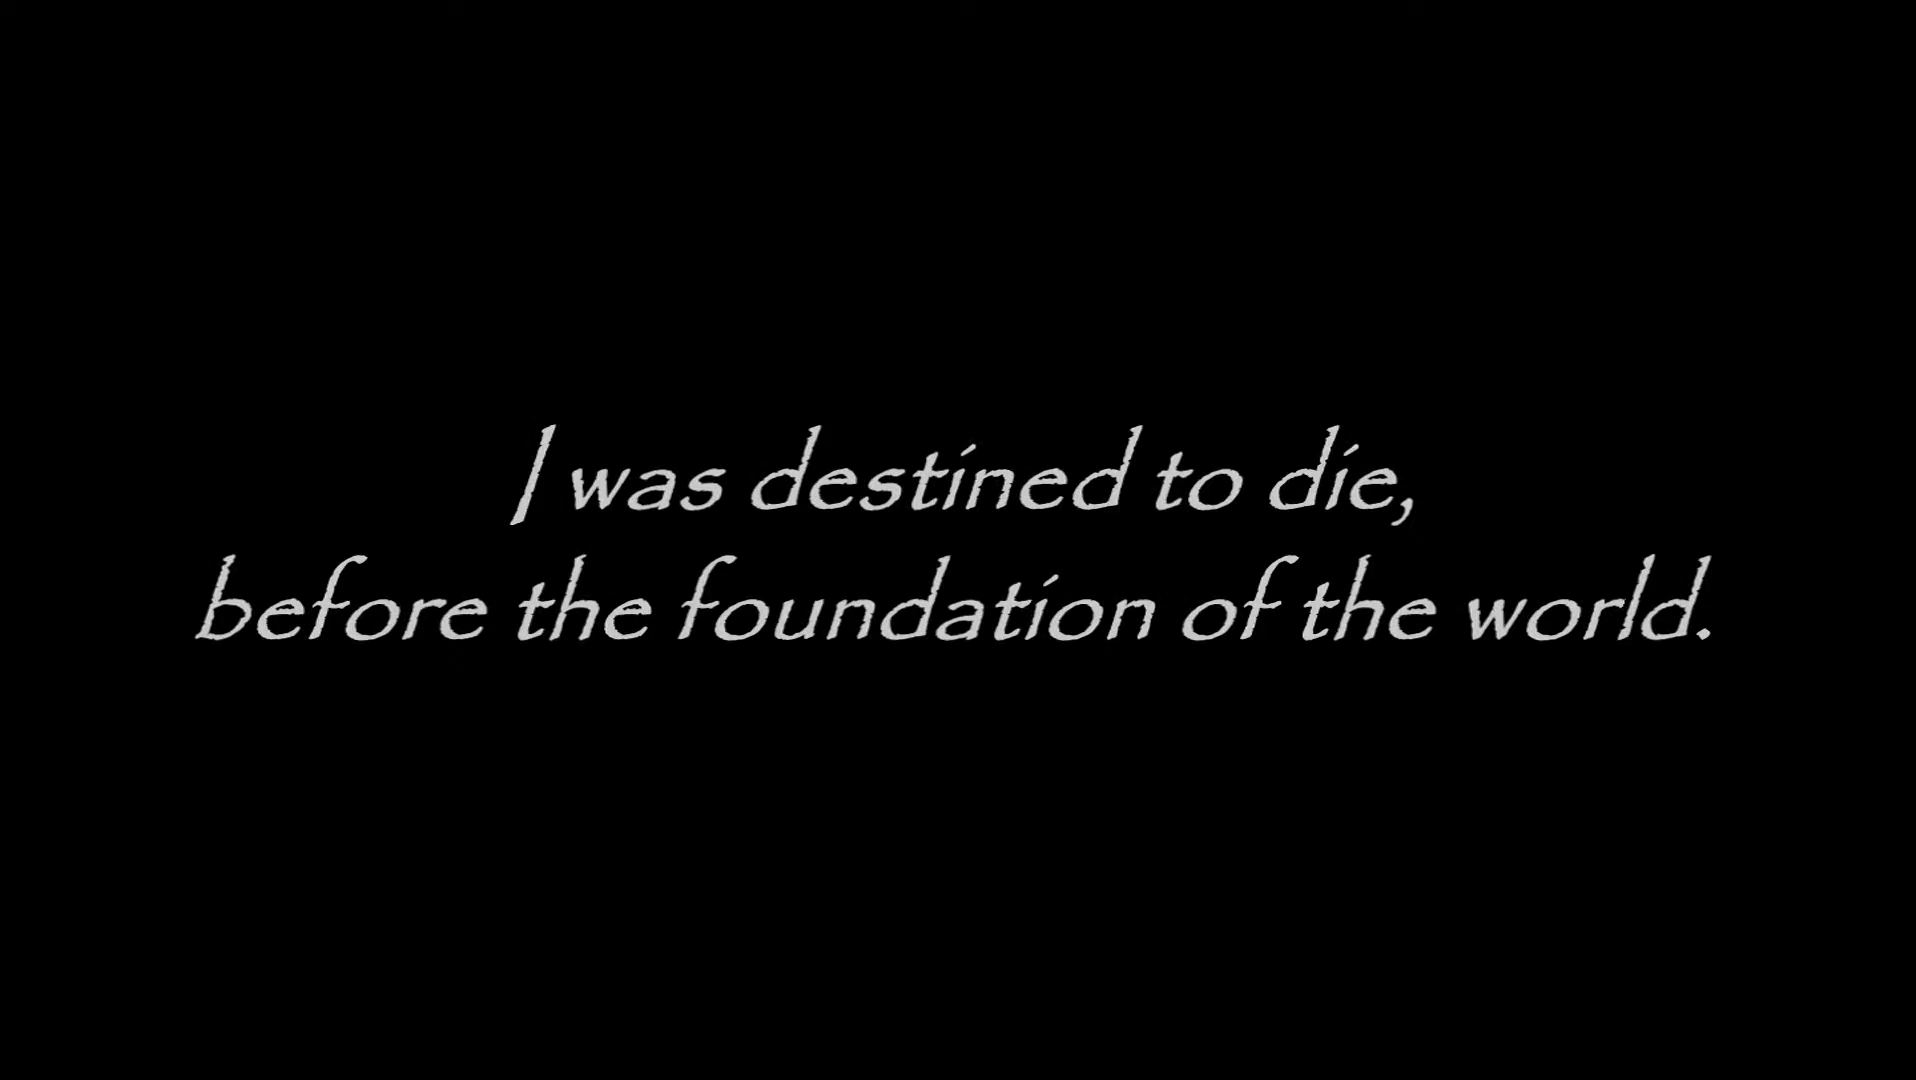 I was destined to die,
before the foundation of the world.